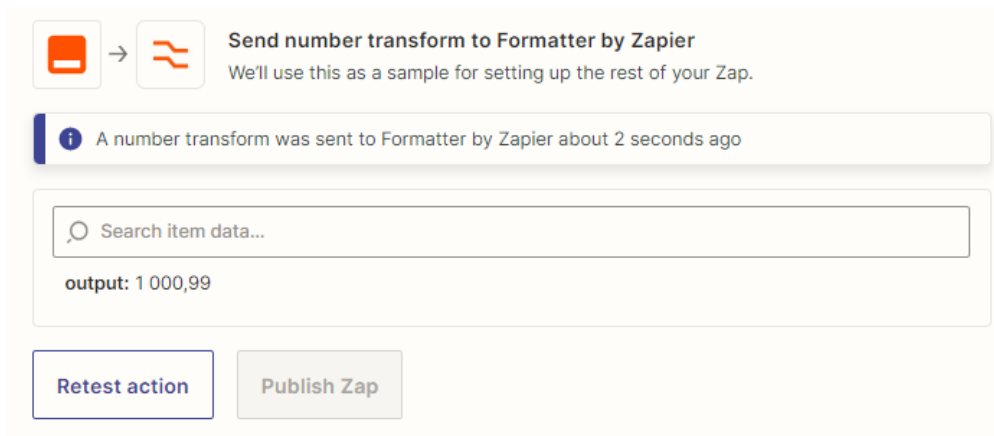 Send number transform to Formatter by Zapier
We'll use this as a sample for setting up the rest of your Zap.
A number transform was sent to Formatter by Zapier about 2 seconds ago
Search item data...
output: 1 000,99
Retest action
Publish Zap